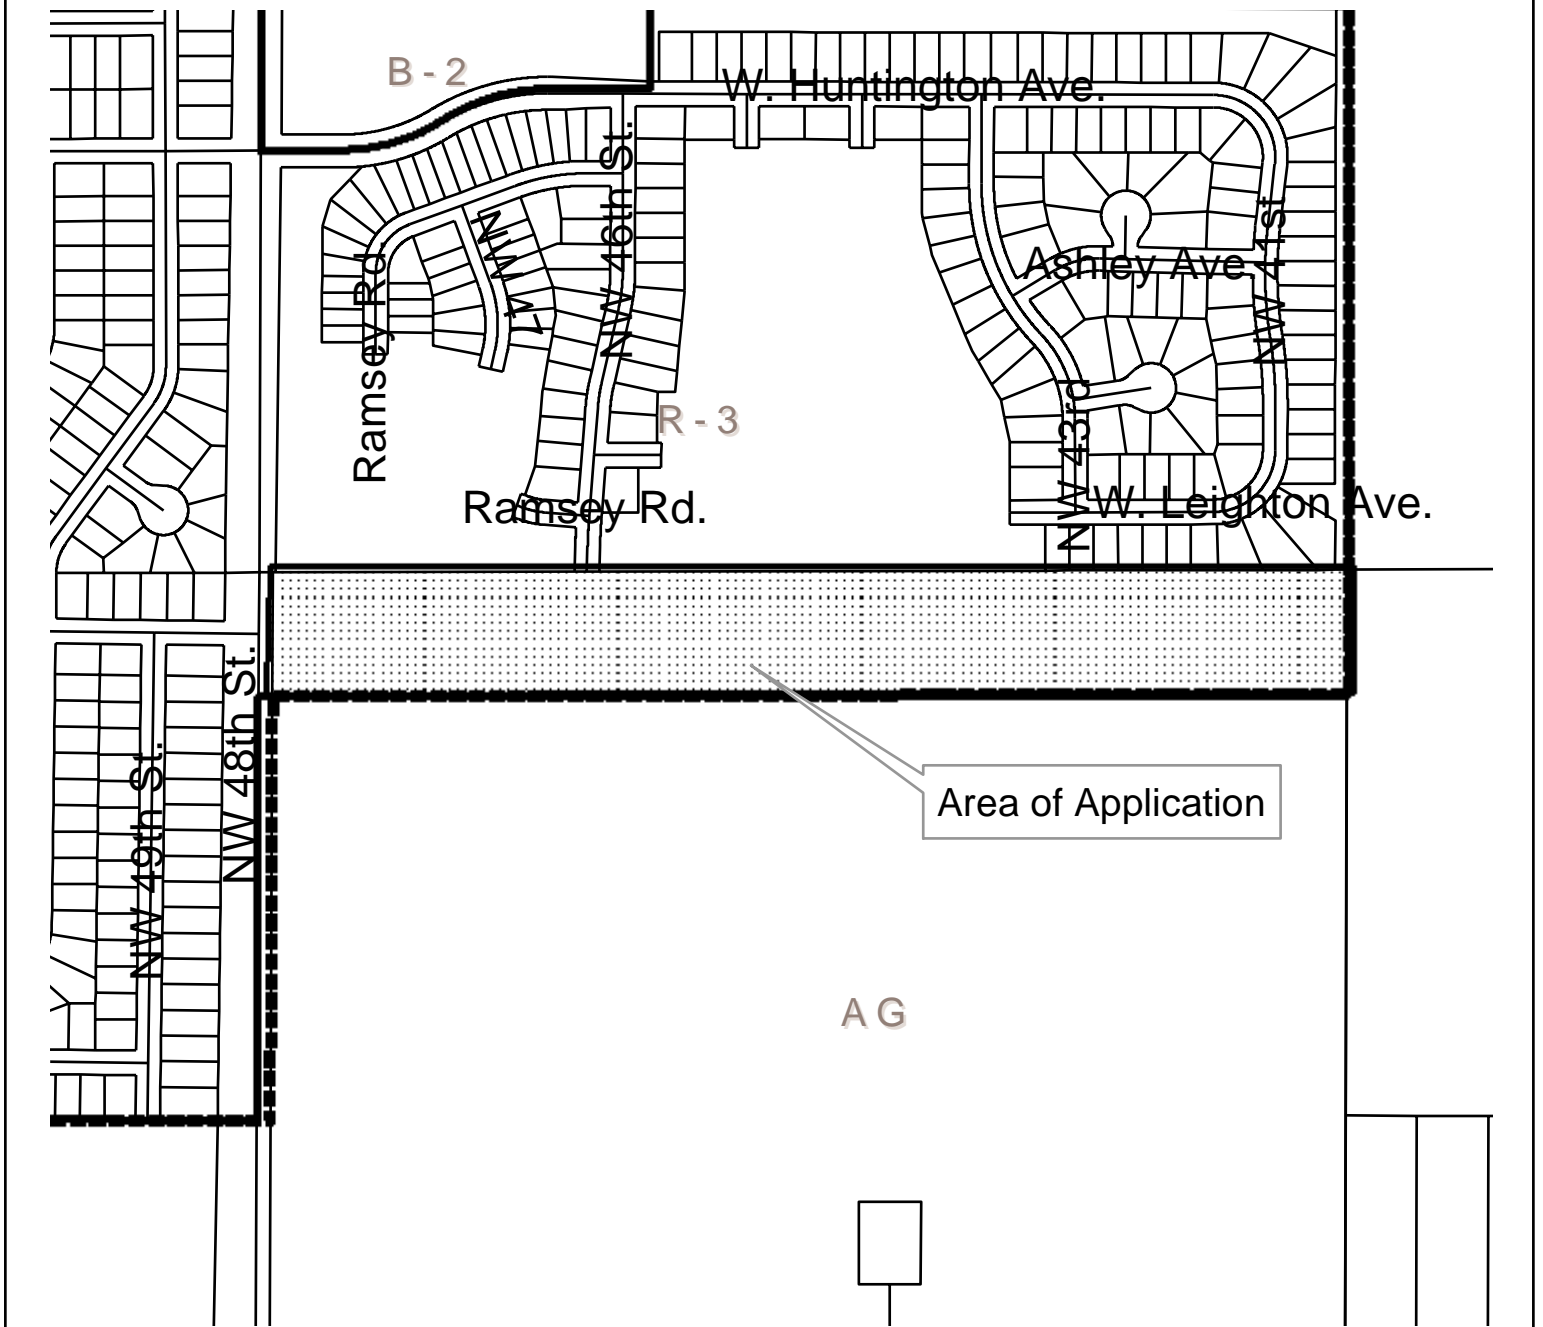 B - 2
W. Huntington Ave.
NW 46th St.
NW 47
Ramsey Rd.
Ashley Ave.
NW 41st
R - 3
NW 43rd
Ramsey Rd.
W. Leighton Ave.
NW 48th St.
NW 49th St.
Area of Application
A G